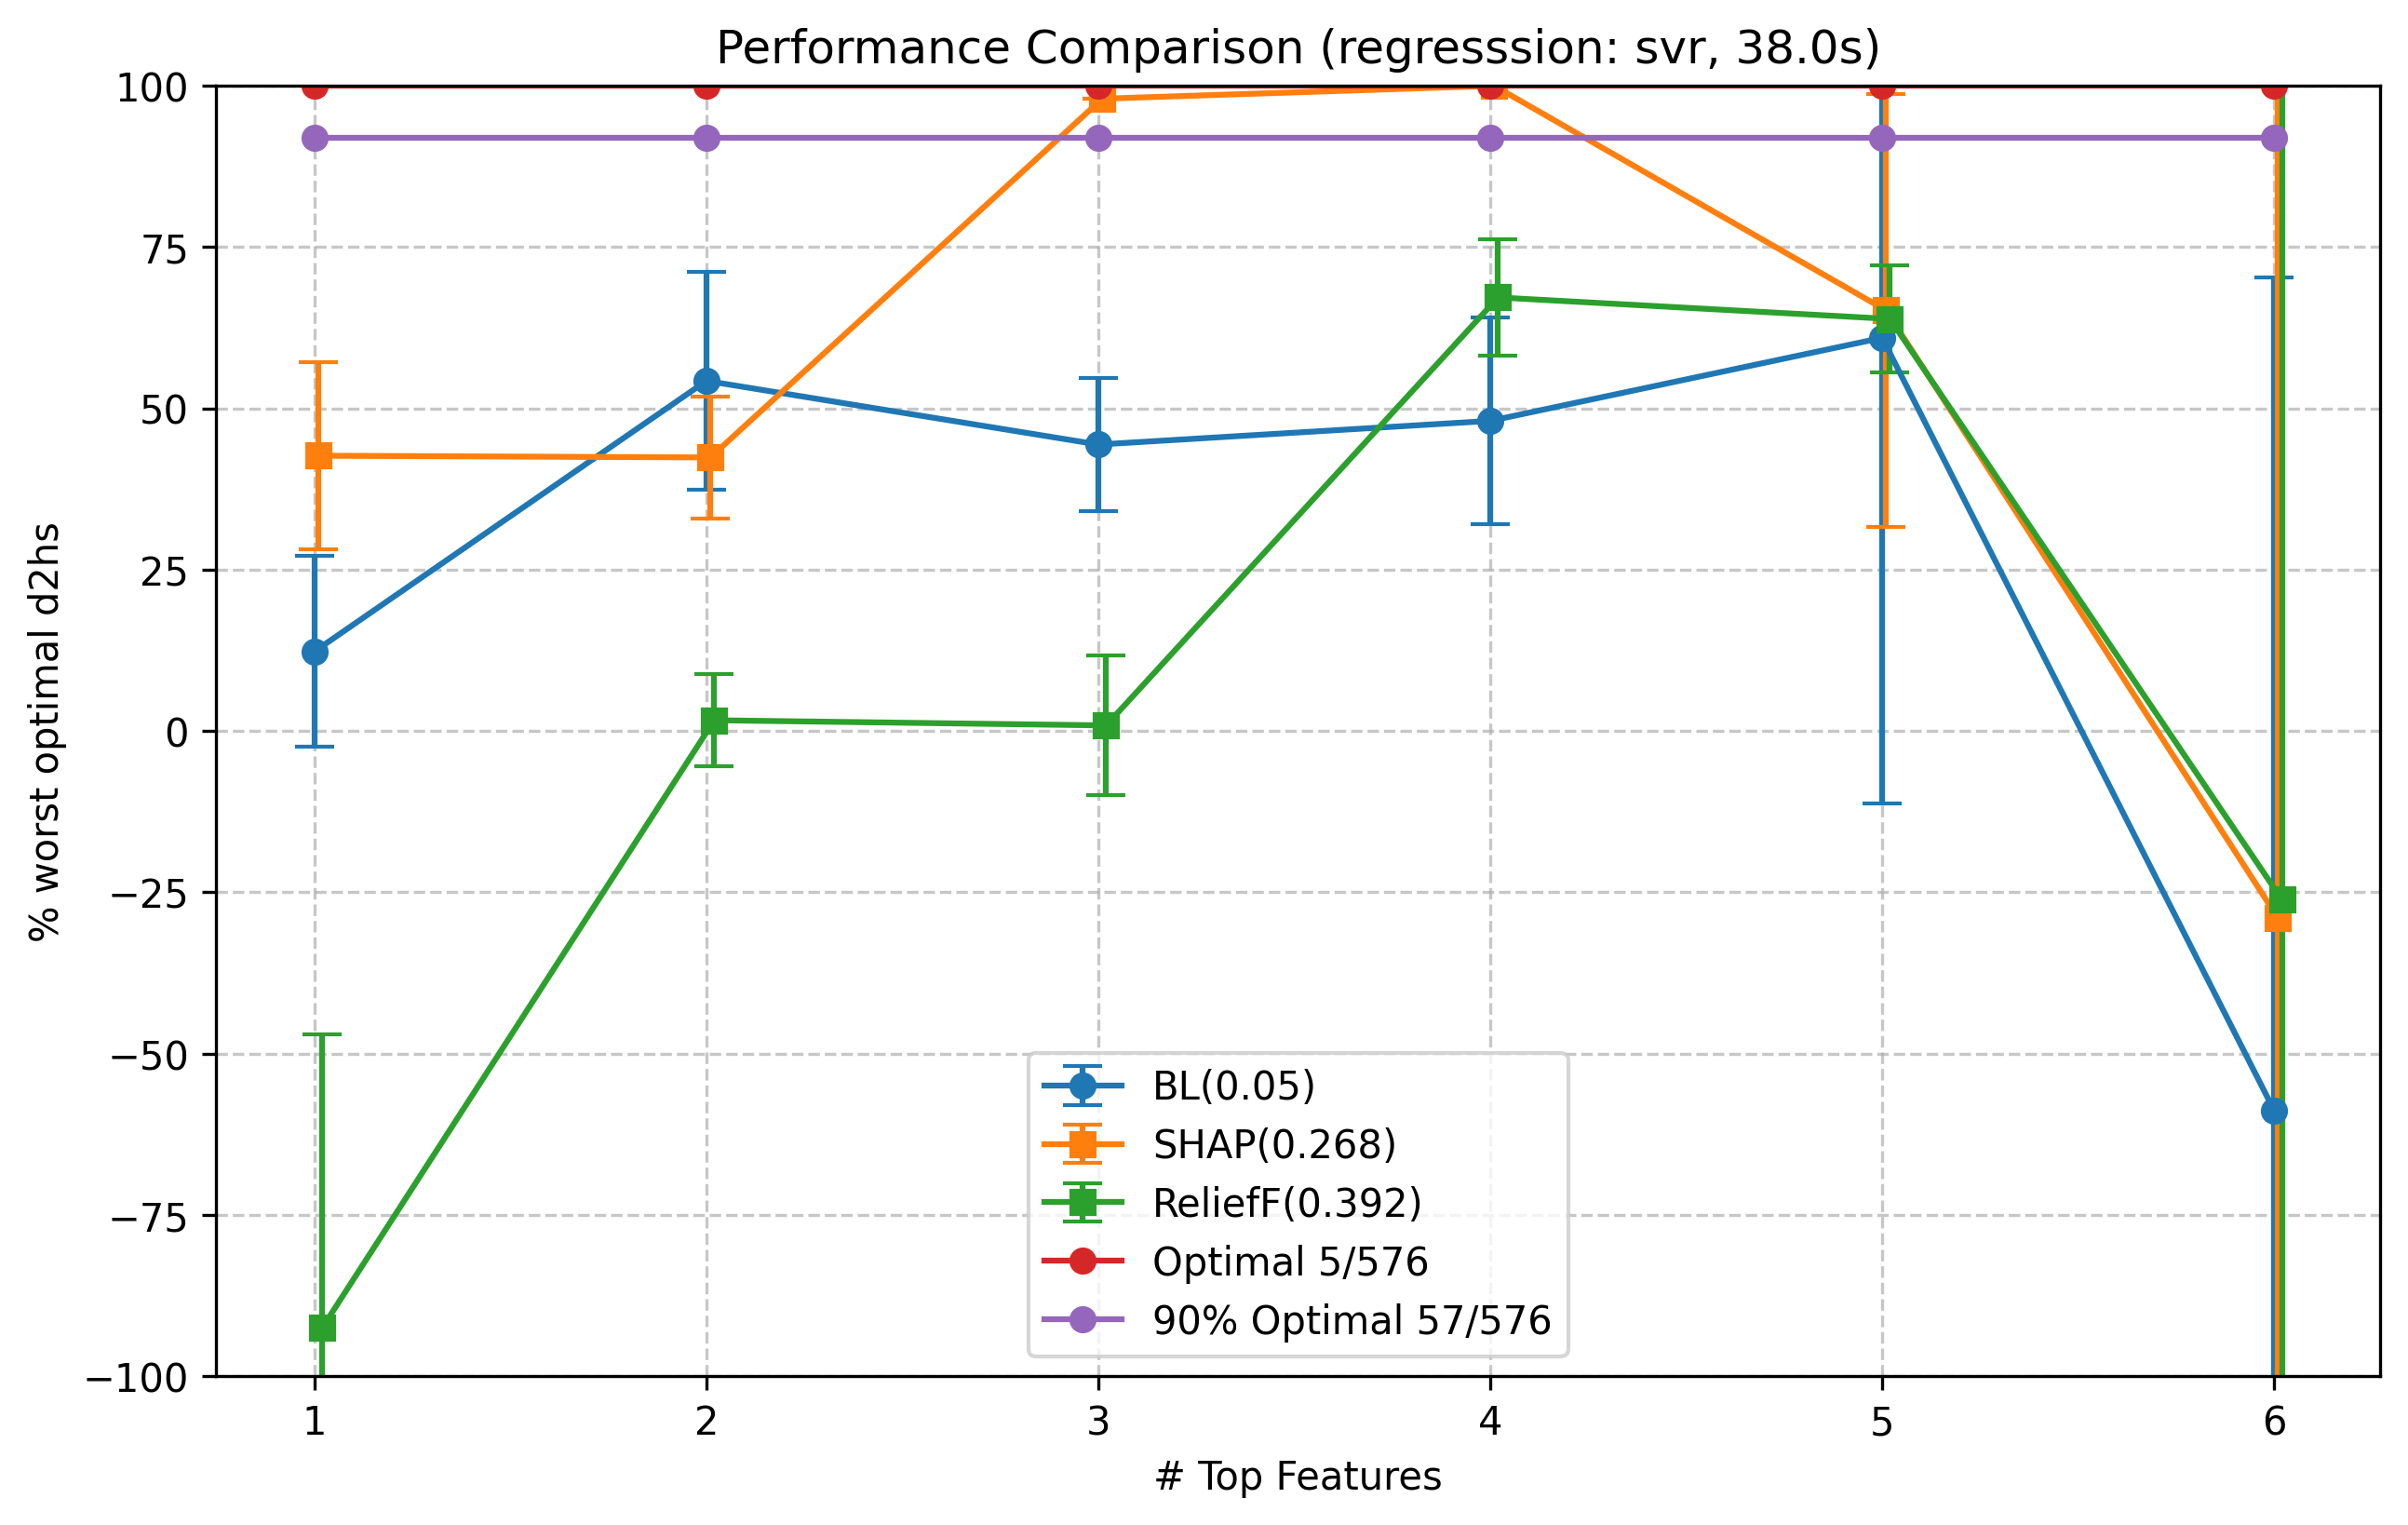 Performance Comparison (regresssion: svr, 38.0s)
% worst optimal d2hs
100
75
50
25
0
−25
−50
−75
−100
BL(0.05)
SHAP(0.268)
ReliefF(0.392)
Optimal 5/576
90% Optimal 57/576
1 2 3 4 5 6
# Top Features